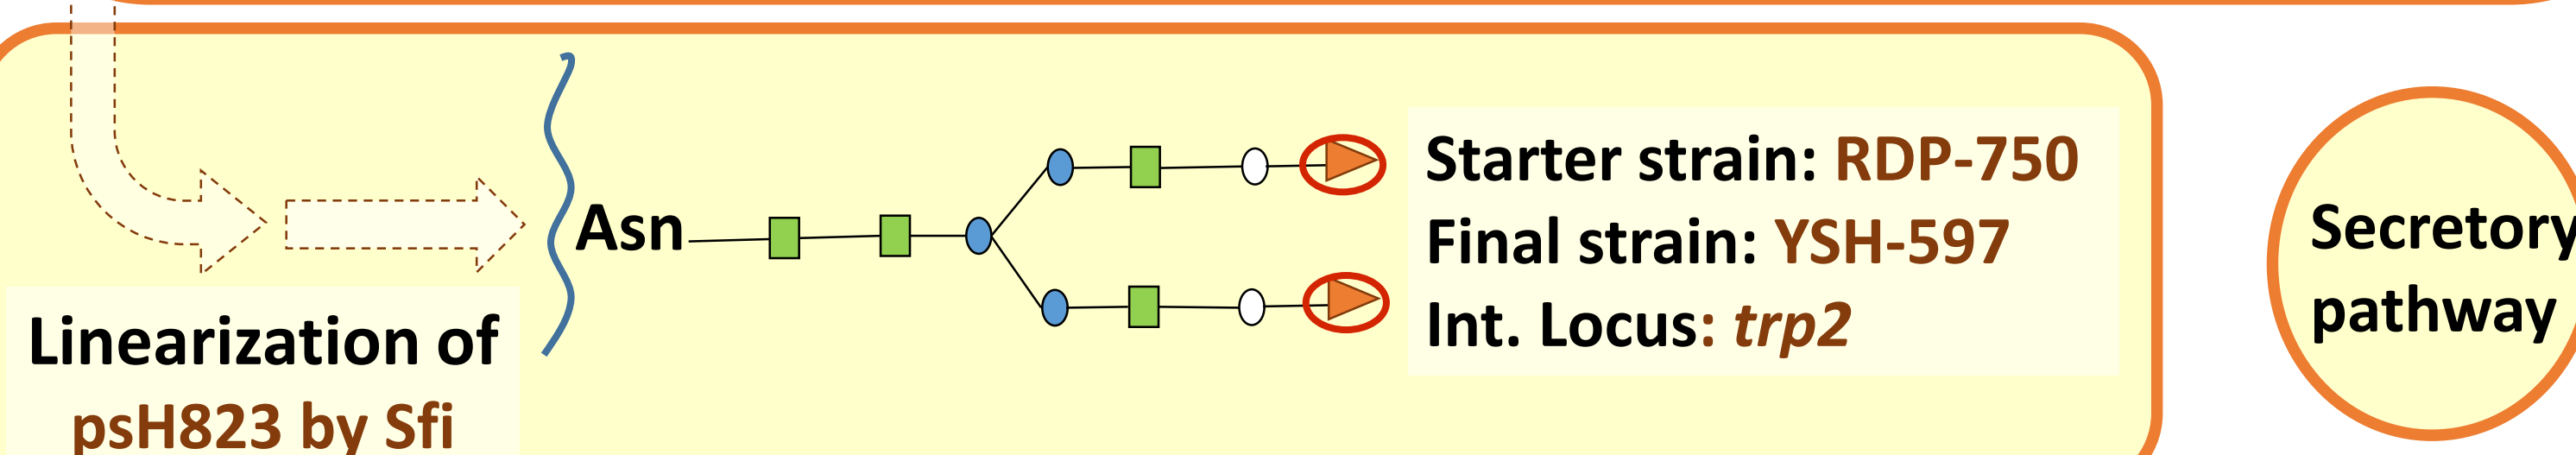 Asn
Starter strain: RDP-750
Final strain: YSH-597
Int. Locus: trp2
Linearization of
psH823 by Sfi
Secretory
pathway